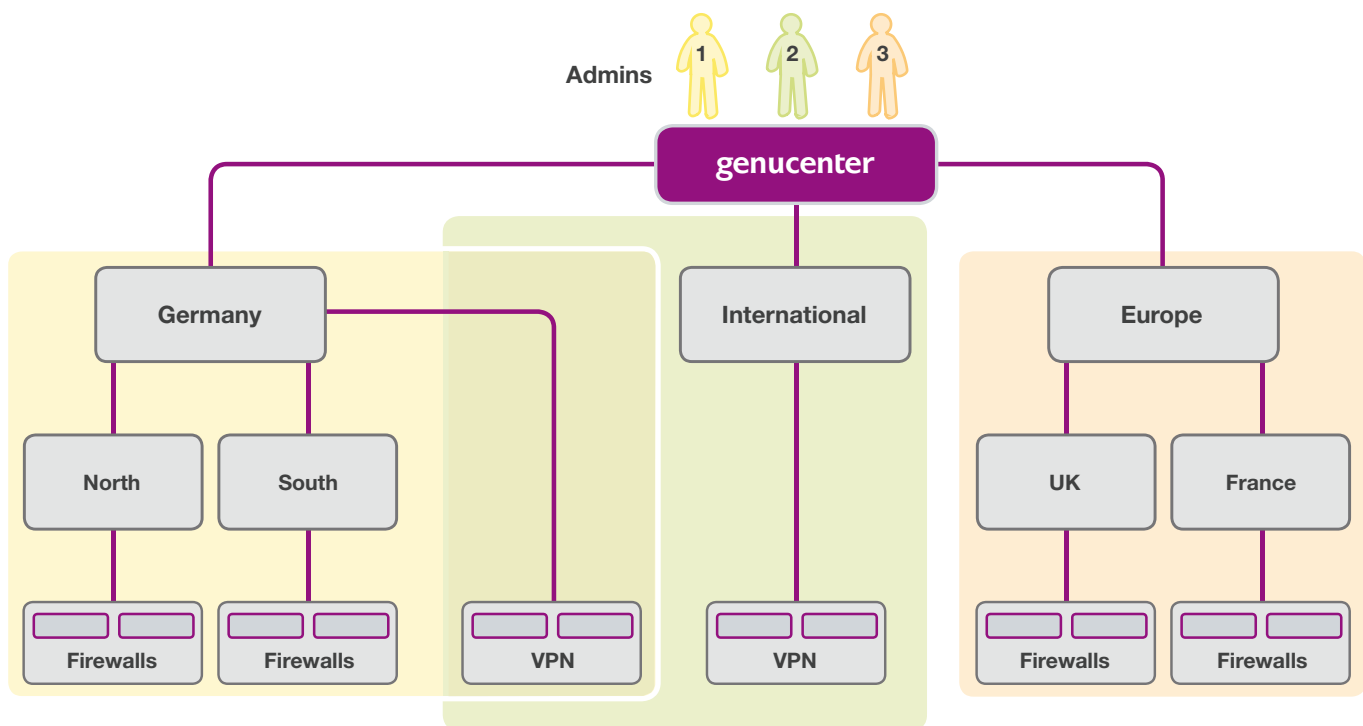 1 2 3
Admins
genucenter
Germany International Europe
North South UK France
Firewalls Firewalls VPN VPN Firewalls Firewalls